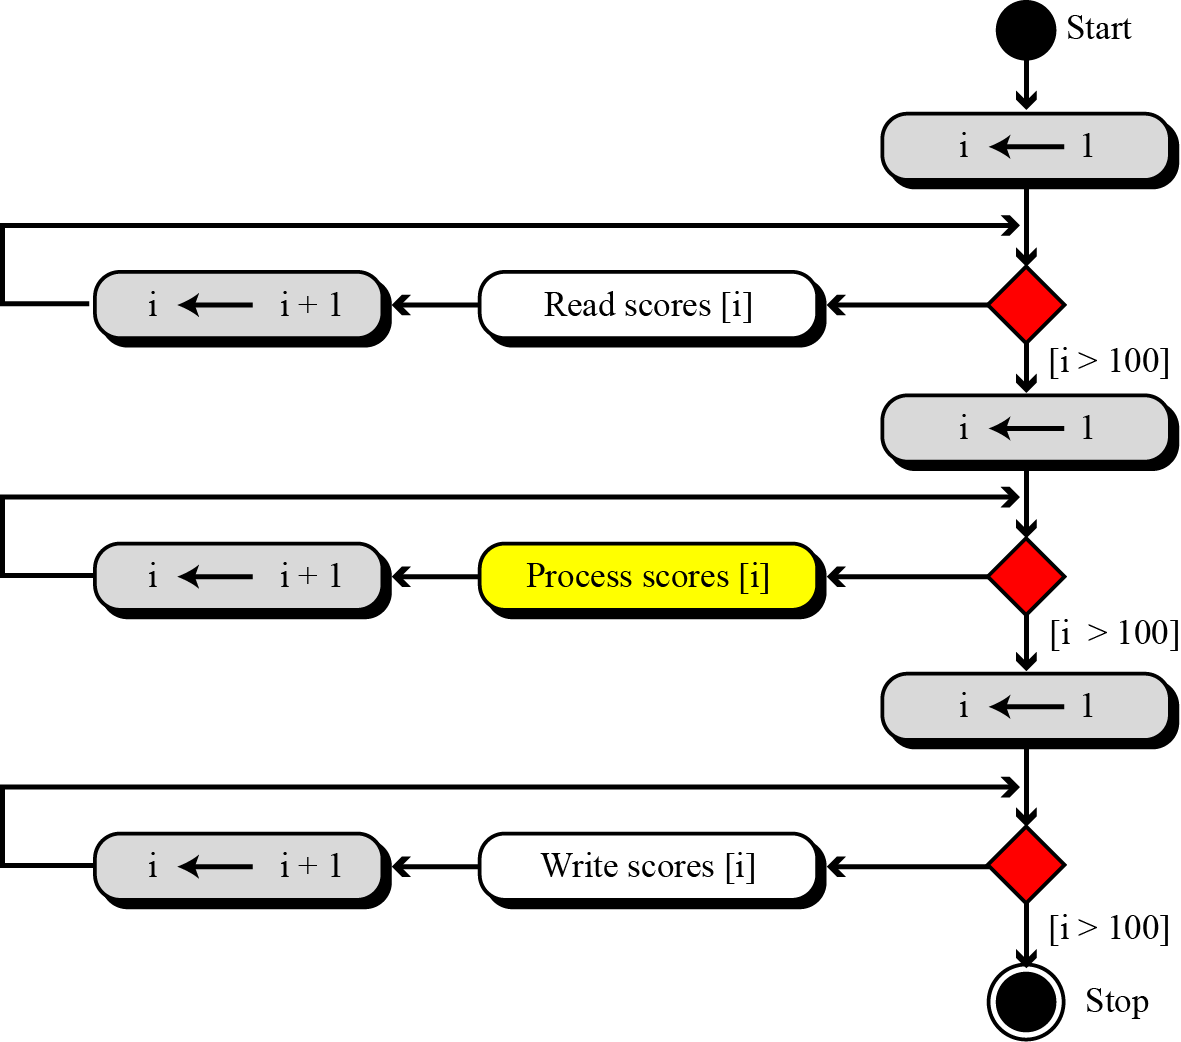 Start
i ← 1
i ← i + 1
Read scores [i]
[i > 100]
i ← 1
i ← i + 1
Process scores [i]
[i > 100]
i ← 1
i ← i + 1
Write scores [i]
[i > 100]
Stop